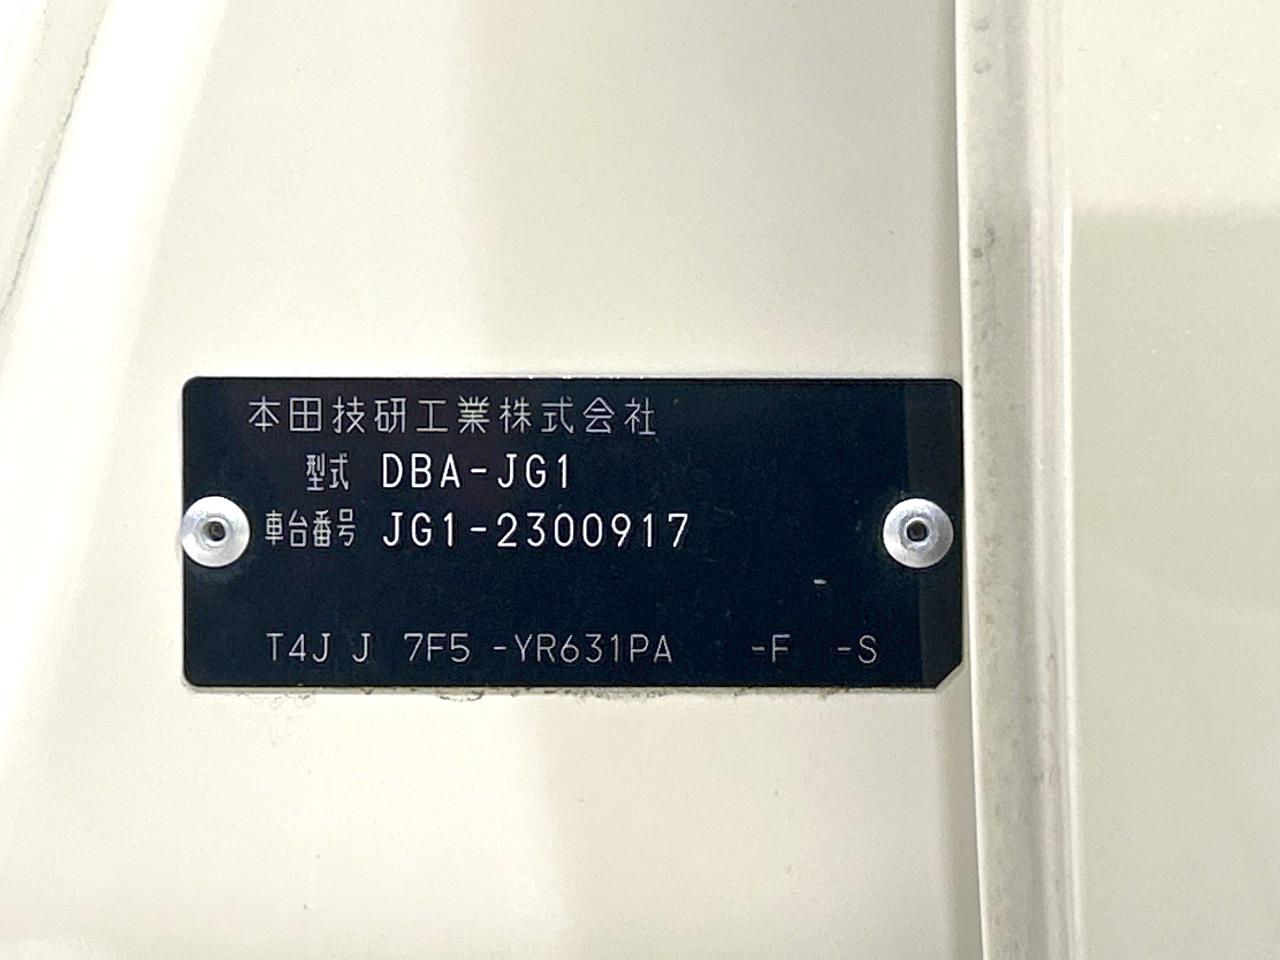 本田技研工業株式会社
型式 DBA-JG1
車台番号 JG1-2300917
T4J J 7F5 -YR631PA -F -S